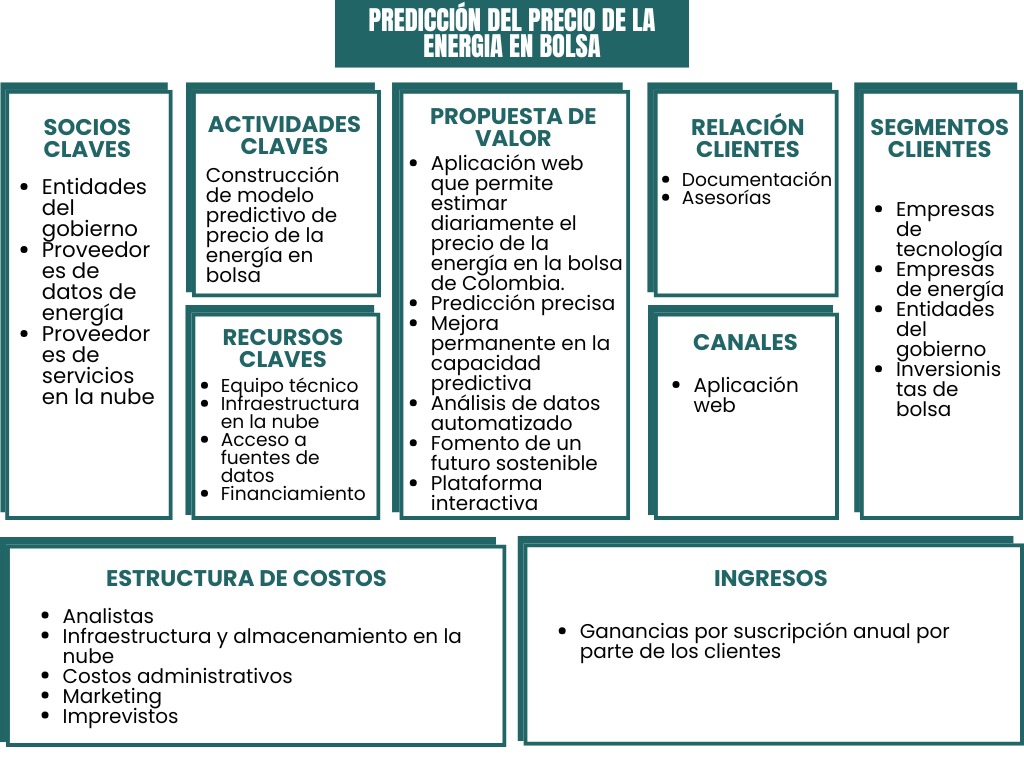 PREDICCIÓN DEL PRECIO DE LA
ENERGIA EN BOLSA
SOCIOS
CLAVES
• Entidades
del
gobierno
• Proveedor
es de
datos de
energía
• Proveedor
es de
servicios
en la nube
ACTIVIDADES
CLAVES
Construcción
de modelo
predictivo de
precio de la
energía en
bolsa
RECURSOS
CLAVES
• Equipo técnico
• Infraestructura
en la nube
• Acceso a
fuentes de
datos
• Financiamiento
PROPUESTA DE
VALOR
• Aplicación web
que permite
estimar
diariamente el
precio de la
energía en la bolsa
de Colombia.
• Predicción precisa
• Mejora
permanente en la
capacidad
predictiva
• Análisis de datos
automatizado
• Fomento de un
futuro sostenible
• Plataforma
interactiva
RELACIÓN
CLIENTES
• Documentación
• Asesorías
CANALES
• Aplicación
web
SEGMENTOS
CLIENTES
• Empresas
de
tecnología
• Empresas
de energía
• Entidades
del
gobierno
• Inversionis
tas de
bolsa
ESTRUCTURA DE COSTOS
• Analistas
• Infraestructura y almacenamiento en la
nube
• Costos administrativos
• Marketing
• Imprevistos
INGRESOS
• Ganancias por suscripción anual por
parte de los clientes